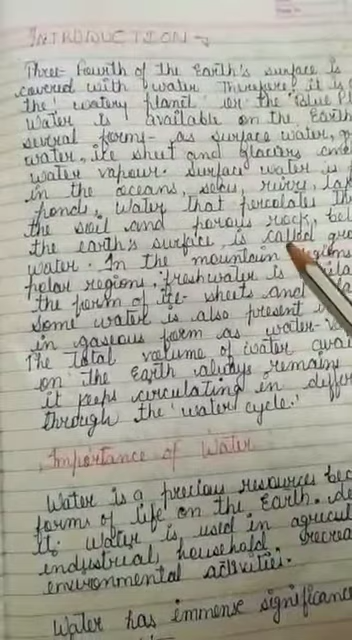 INTRODUCTION →
Three-fourth of the Earth's surface is
covered with water Therefore, it is
the watery planit or the "Blue
Water is available on the Earth
several forms- as surface water,
water, ice sheet and glaciers and
water vapour. Surface water is
in the oceans, seas, rivers,
ponds, Water that percolates
the soil and porous rock,
the earth's surface is called
water. In the mountain regions
polar regions, freshwater is
the form of ice- sheets and
some water is also present
in gaseous form as water-
The total volume of water
on the Earth always remains
it keeps circulating in
through the 'water cycle.'
Importance of Water
Water is a precious resources
forms of life on the Earth.
it. Water is used in
industrial, household,
environmental activities.
Water has immense